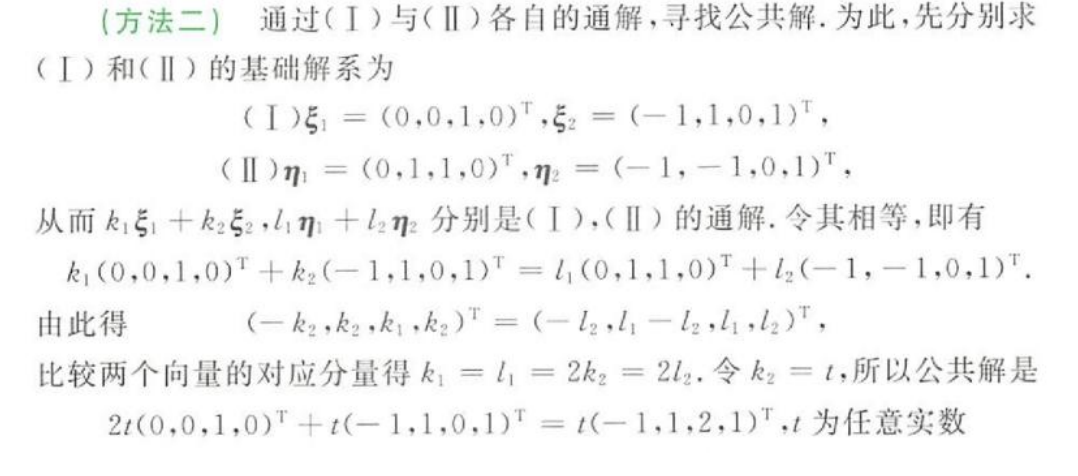 (方法二) 通过(Ⅰ)与(Ⅱ)各自的通解,寻找公共解.为此,先分别求
(Ⅰ)和(Ⅱ)的基础解系为
(Ⅰ)ξ₁ = (0,0,1,0)ᵀ,ξ₂ = (−1,1,0,1)ᵀ,
(Ⅱ)η₁ = (0,1,1,0)ᵀ,η₂ = (−1,−1,0,1)ᵀ,
从而 k₁ξ₁ + k₂ξ₂,l₁η₁ + l₂η₂ 分别是(Ⅰ),(Ⅱ)的通解.令其相等,即有
k₁(0,0,1,0)ᵀ + k₂(−1,1,0,1)ᵀ = l₁(0,1,1,0)ᵀ + l₂(−1,−1,0,1)ᵀ.
由此得 (−k₂,k₂,k₁,k₂)ᵀ = (−l₂,l₁−l₂,l₁,l₂)ᵀ,
比较两个向量的对应分量得 k₁ = l₁ = 2k₂ = 2l₂.令 k₂ = t,所以公共解是
2t(0,0,1,0)ᵀ + t(−1,1,0,1)ᵀ = t(−1,1,2,1)ᵀ,t 为任意实数